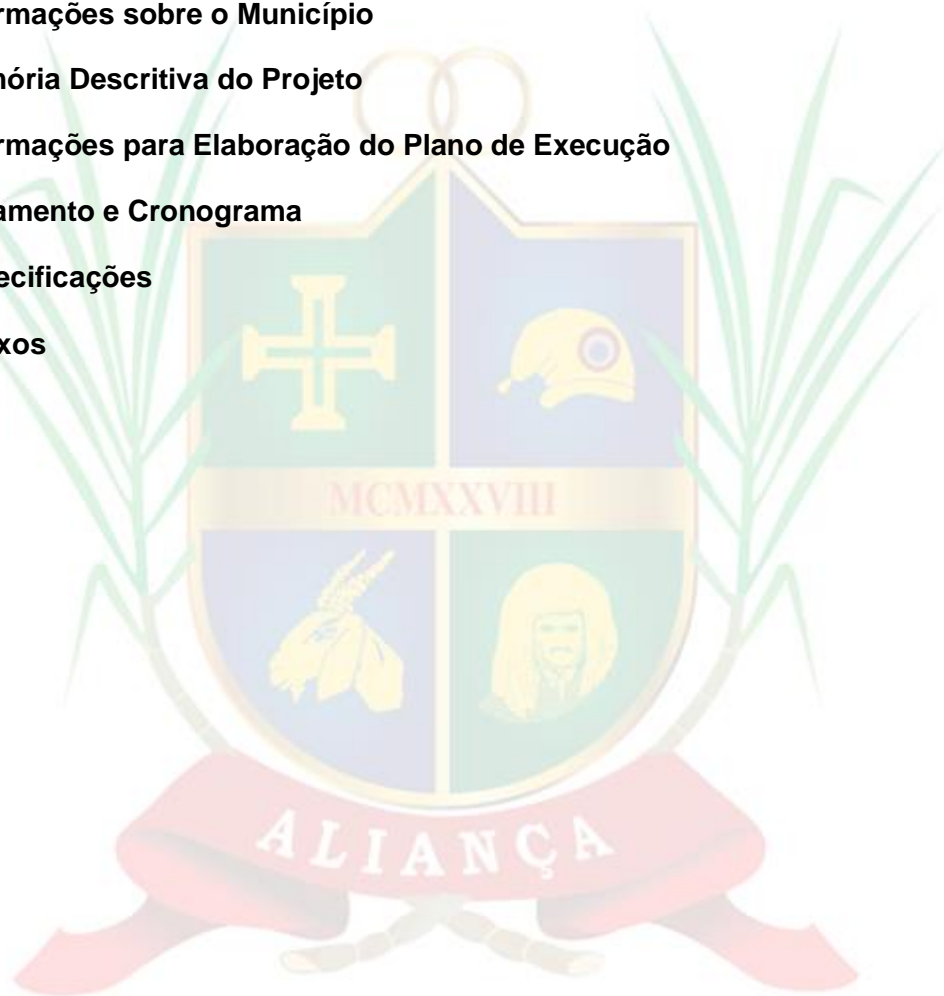 rmações sobre o Município
nória Descritiva do Projeto
rmações para Elaboração do Plano de Execução
amento e Cronograma
ecificações
xos
MCMXXVIII
ALIANÇA